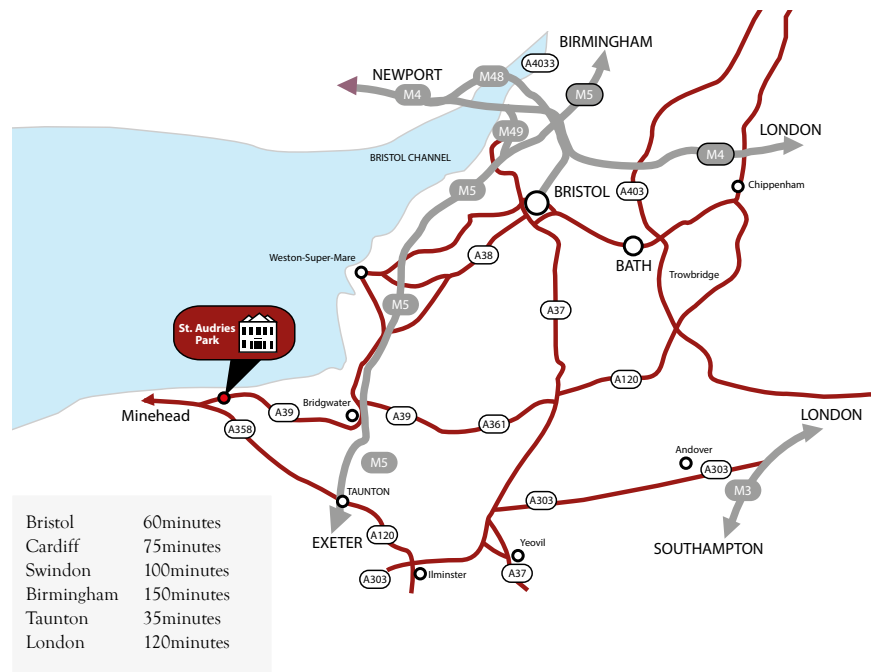 BIRMINGHAM
A4033
NEWPORT
M48
M4
M5
M49
LONDON
M4
BRISTOL CHANNEL
M5
BRISTOL
A403
Chippenham
A38
Weston-Super-Mare
BATH
Trowbridge
M5
A37
St. Audries
Park
A120
Minehead
A39
Bridgwater
A39
A361
A358
LONDON
Andover
A303
M5
M3
TAUNTON
A303
EXETER
A120
SOUTHAMPTON
Yeovil
A303
Ilminster
A37
Bristol 60minutes
Cardiff 75minutes
Swindon 100minutes
Birmingham 150minutes
Taunton 35minutes
London 120minutes